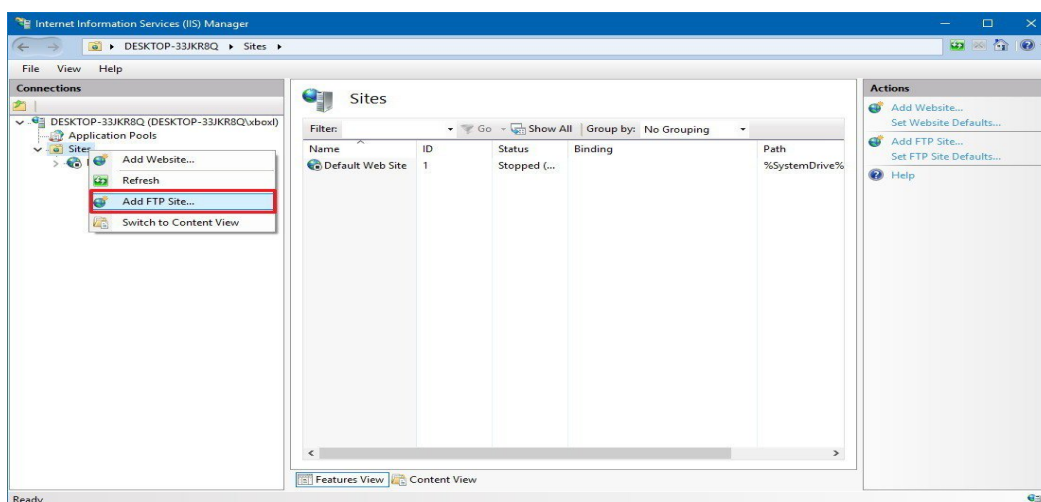 Internet Information Services (IIS) Manager
DESKTOP-33JKR8Q Sites
File View Help
Connections
DESKTOP-33JKR8Q (DESKTOP-33JKR8Q\xboxl)
Application Pools
Sites
Add Website...
Refresh
Add FTP Site...
Switch to Content View
Sites
Filter: Go Show All Group by: No Grouping
Name ID Status Binding Path
Default Web Site 1 Stopped (... %SystemDrive%
Features View Content View
Actions
Add Website...
Set Website Defaults...
Add FTP Site...
Set FTP Site Defaults...
Help
Ready